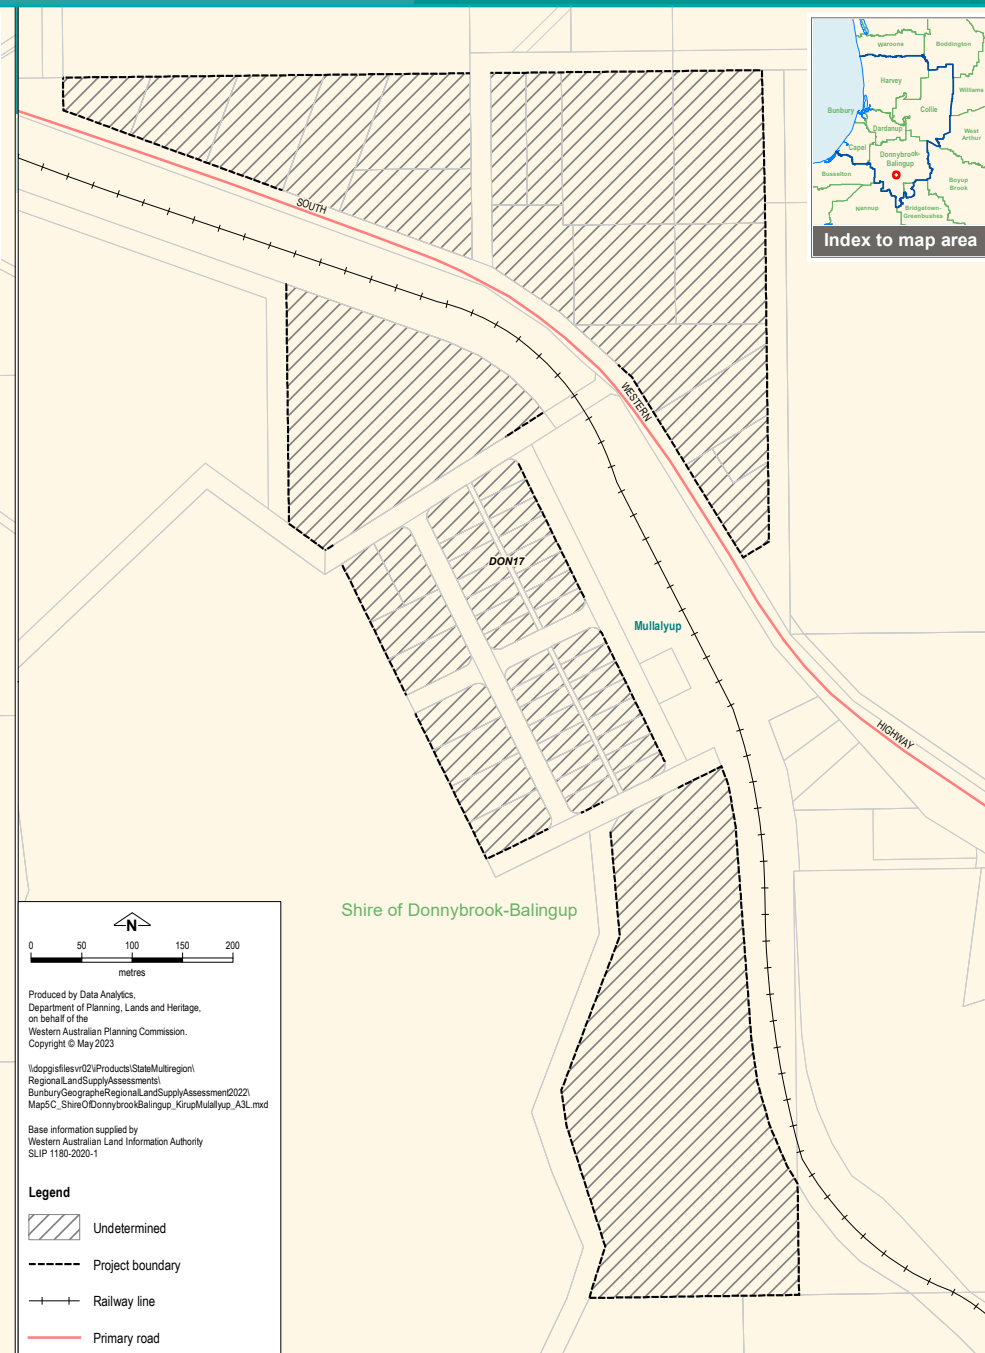 Waroona
Boddington
Harvey
Williams
Bunbury
Collie
Dardanup
West
Arthur
Capel
Donnybrook-
Balingup
Busselton
Boyup
Brook
Nannup
Bridgetown-
Greenbushes
Index to map area
SOUTH
WESTERN
HIGHWAY
DON17
Mullalyup
Shire of Donnybrook-Balingup
N
0 50 100 150 200
metres
Produced by Data Analytics,
Department of Planning, Lands and Heritage,
on behalf of the
Western Australian Planning Commission.
Copyright © May 2023
\\dopgisfilesvr02\iProducts\StateMultiregion\
RegionalLandSupplyAssessments\
BunburyGeographeRegionalLandSupplyAssessment2022\
Map5C_ShireOfDonnybrookBalingup_KirupMulallyup_A3L.mxd
Base information supplied by
Western Australian Land Information Authority
SLIP 1180-2020-1
Legend
Undetermined
Project boundary
Railway line
Primary road